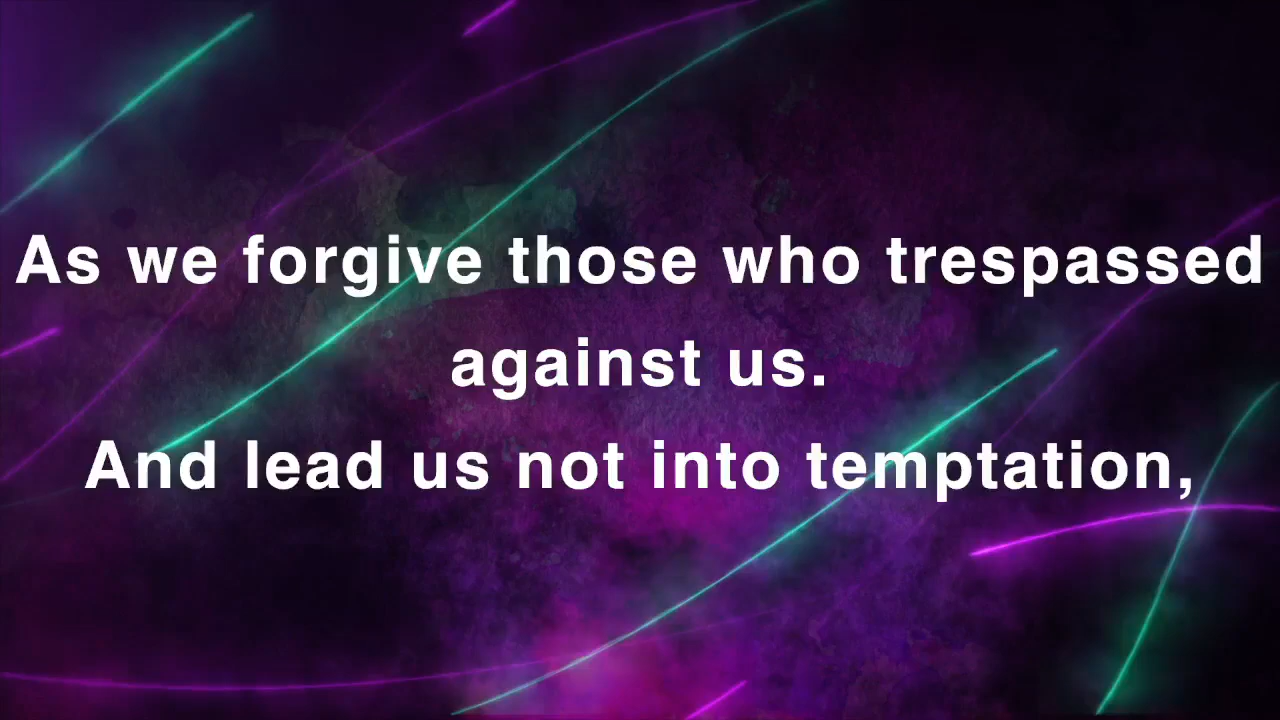 As we forgive those who trespassed
against us.
And lead us not into temptation,